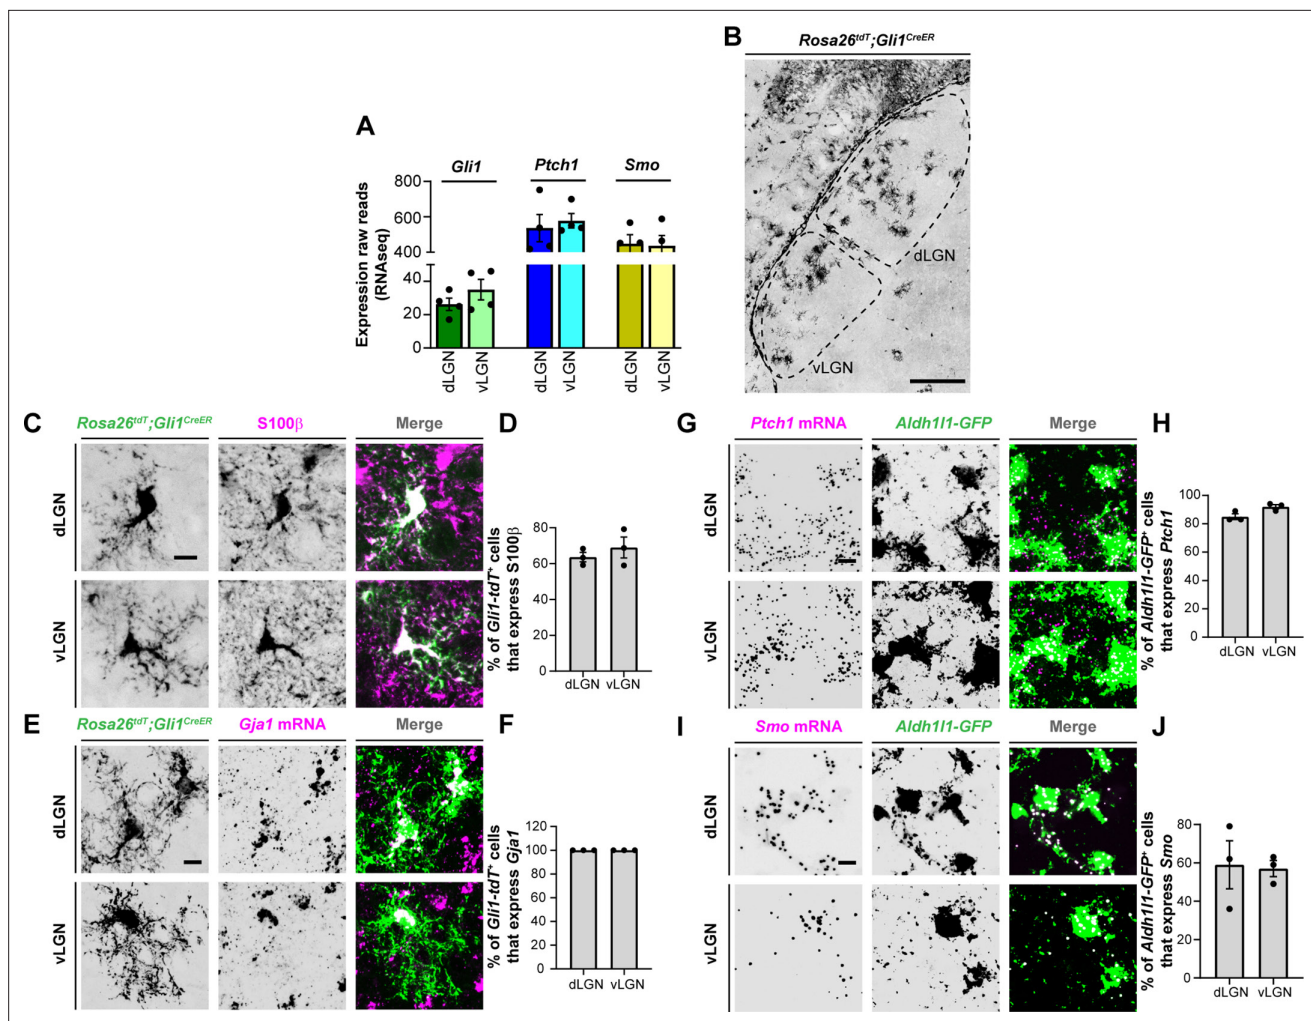 A
Gli1 Ptch1 Smo
Expression raw reads
(RNAseq)
800
600
400
40
20
0
dLGN vLGN dLGN vLGN dLGN vLGN
B
Rosa26tdT;Gli1CreER
dLGN
vLGN
C
Rosa26tdT;Gli1CreER S100β Merge
dLGN
vLGN
D
% of Gli1-tdT+ cells
that express S100β
80
60
40
20
0
dLGN vLGN
E
Rosa26tdT;Gli1CreER Gja1 mRNA Merge
dLGN
vLGN
F
% of Gli1-tdT+ cells
that express Gja1
120
100
80
60
40
20
0
dLGN vLGN
G
Ptch1 mRNA Aldh1l1-GFP Merge
dLGN
vLGN
H
% of Aldh1l1-GFP+ cells
that express Ptch1
100
80
60
40
20
0
dLGN vLGN
I
Smo mRNA Aldh1l1-GFP Merge
dLGN
vLGN
J
% of Aldh1l1-GFP+ cells
that express Smo
80
60
40
20
0
dLGN vLGN